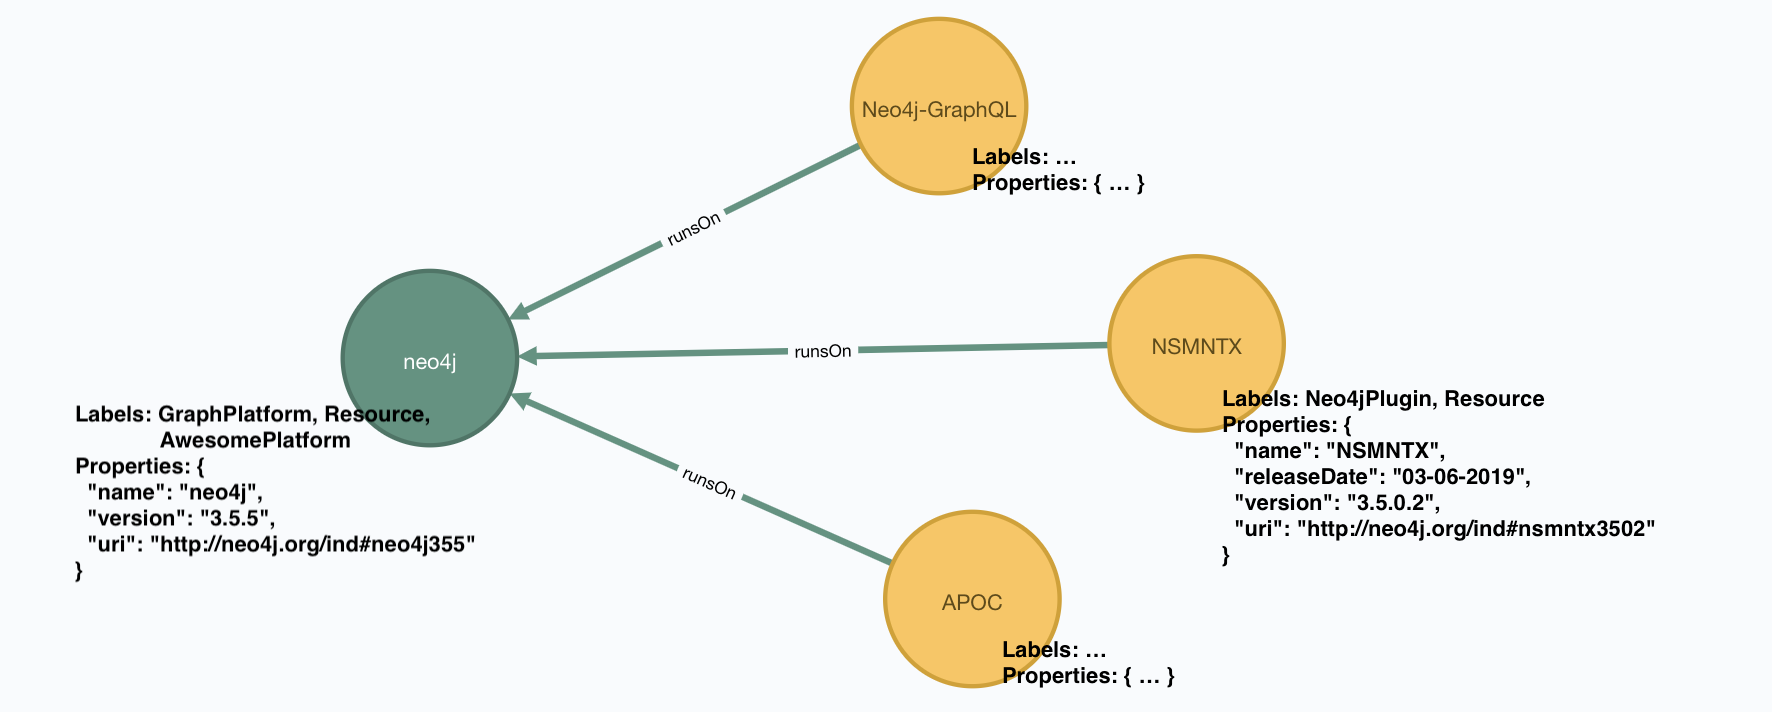 Neo4j-GraphQL
Labels: …
Properties: { … }
runsOn
neo4j
Labels: GraphPlatform, Resource,
AwesomePlatform
Properties: {
"name": "neo4j",
"version": "3.5.5",
"uri": "http://neo4j.org/ind#neo4j355"
}
runsOn
NSMNTX
Labels: Neo4jPlugin, Resource
Properties: {
"name": "NSMNTX",
"releaseDate": "03-06-2019",
"version": "3.5.0.2",
"uri": "http://neo4j.org/ind#nsmntx3502"
}
runsOn
APOC
Labels: …
Properties: { … }